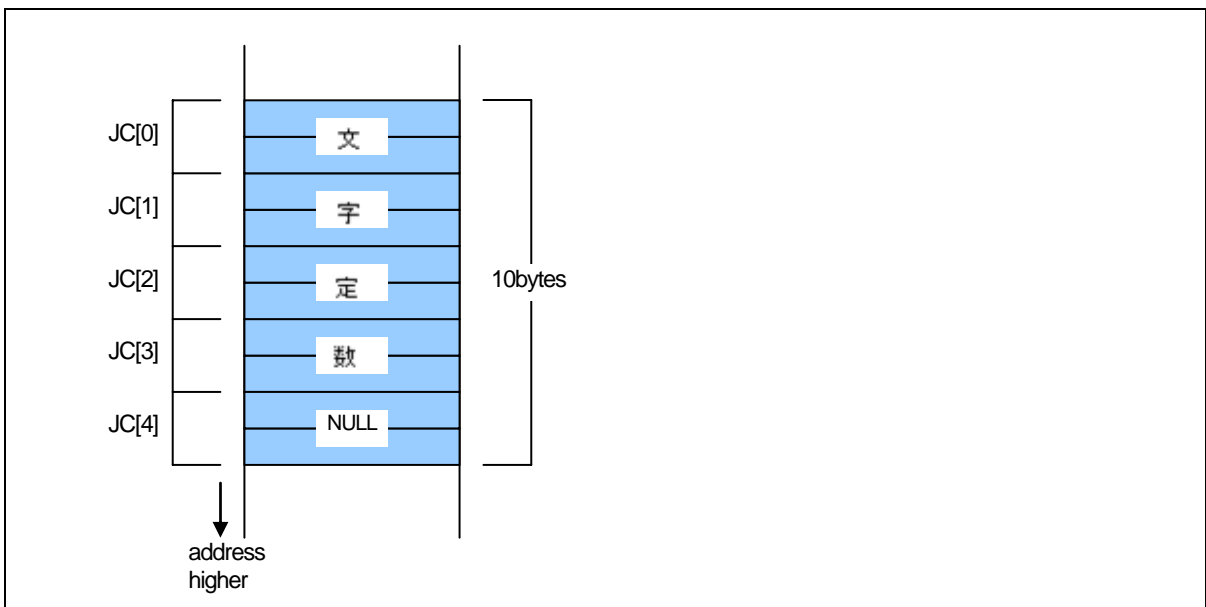 JC[0]
文
JC[1]
字
JC[2]
定
10bytes
JC[3]
数
JC[4]
NULL
address
higher